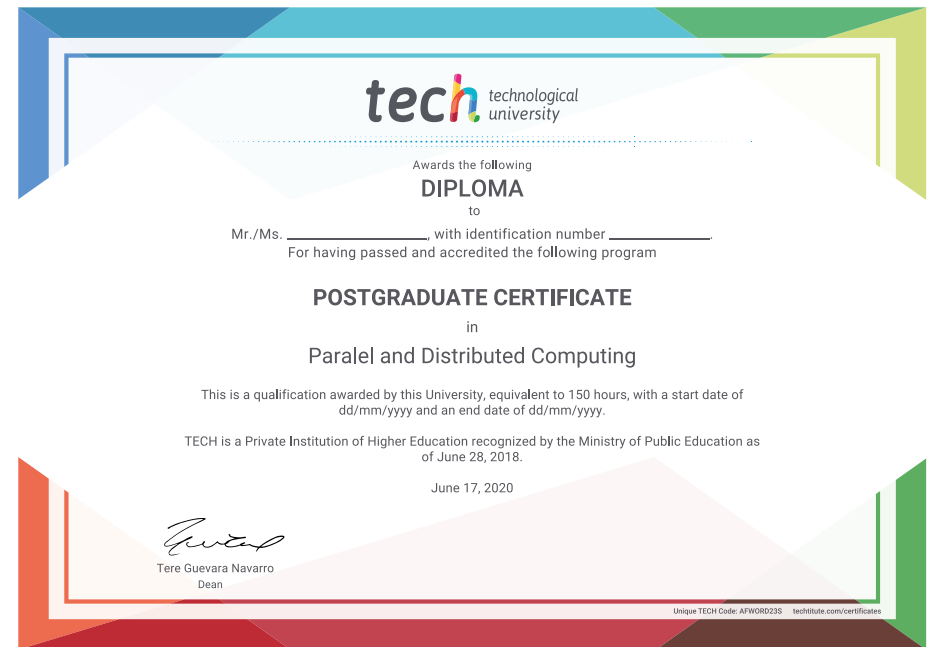 tech technological
university
Awards the following
DIPLOMA
to
Mr./Ms. ____________________, with identification number ______________.
For having passed and accredited the following program
POSTGRADUATE CERTIFICATE
in
Paralel and Distributed Computing
This is a qualification awarded by this University, equivalent to 150 hours, with a start date of
dd/mm/yyyy and an end date of dd/mm/yyyy.
TECH is a Private Institution of Higher Education recognized by the Ministry of Public Education as
of June 28, 2018.
June 17, 2020
Tere Guevara Navarro
Dean
Unique TECH Code: AFWORD23S techtitute.com/certificates